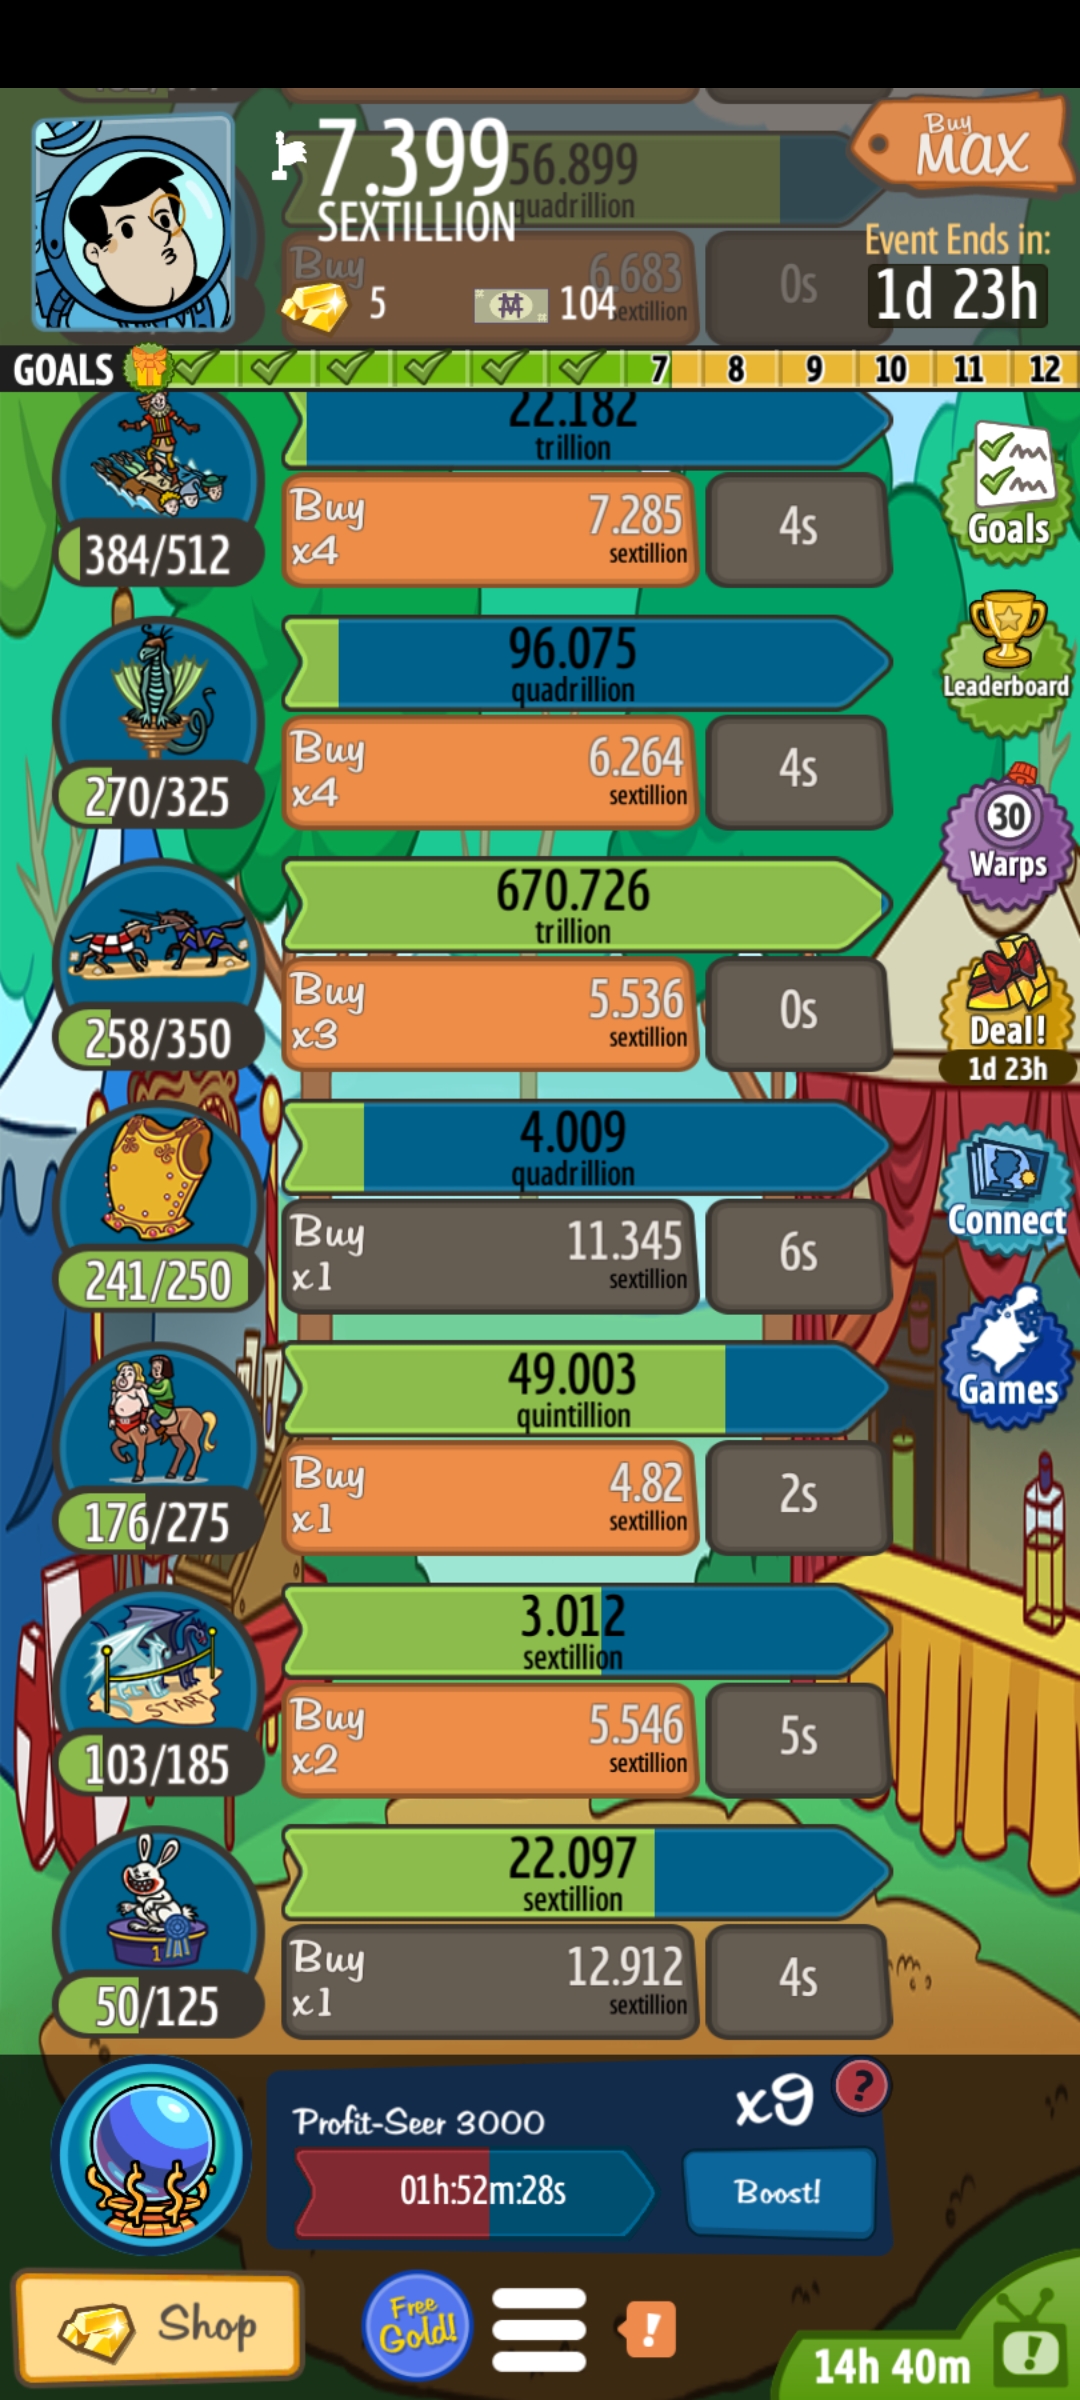 7.399
SEXTILLION
56.899
quadrillion
Buy
MAX
Event Ends in:
1d 23h
Buy
6.683
sextillion
0s
5
104
GOALS
7 8 9 10 11 12
22.182
trillion
Buy
x4
7.285
sextillion
4s
384/512
Goals
96.075
quadrillion
Buy
x4
6.264
sextillion
4s
270/325
Leaderboard
30
Warps
670.726
trillion
Buy
x3
5.536
sextillion
0s
258/350
Deal!
1d 23h
4.009
quadrillion
Buy
x1
11.345
sextillion
6s
241/250
Connect
49.003
quintillion
Buy
x1
4.82
sextillion
2s
176/275
Games
3.012
sextillion
START
Buy
x2
5.546
sextillion
5s
103/185
22.097
sextillion
1
Buy
x1
12.912
sextillion
4s
50/125
Profit-Seer 3000
x9
?
01h:52m:28s
Boost!
Shop
Free
Gold!
!
14h 40m
!